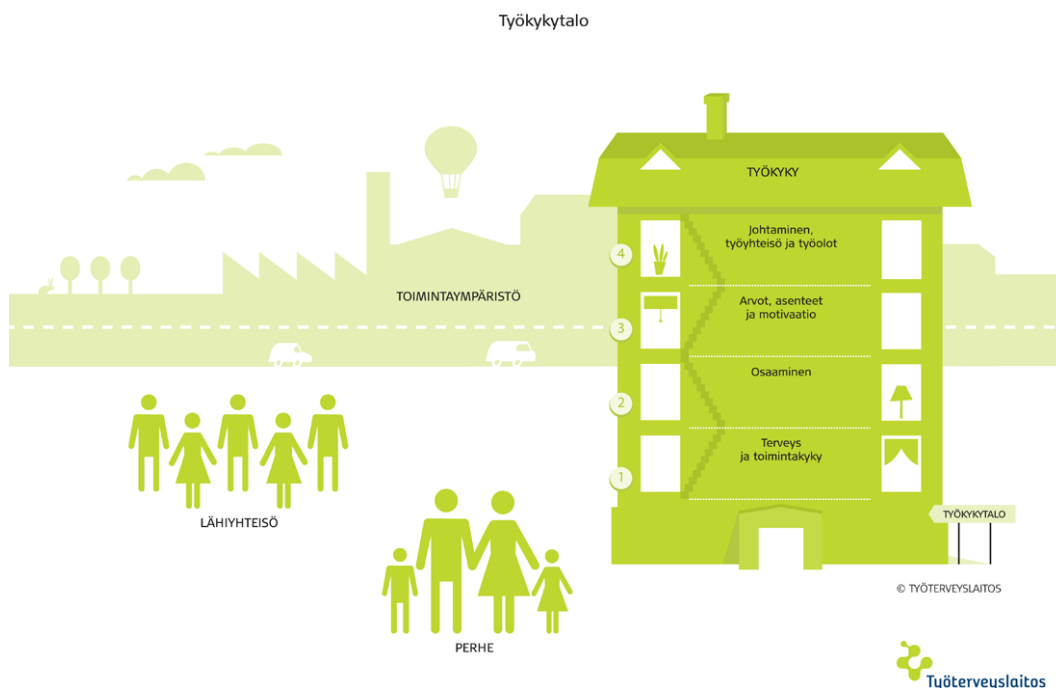 Työkykytalo
TYÖKYKY
4
Johtaminen,
työyhteisö ja työolot
TOIMINTAYMPÄRISTÖ
3
Arvot, asenteet
ja motivaatio
2
Osaaminen
1
Terveys
ja toimintakyky
LÄHIYHTEISÖ
TYÖKYKYTALO
© TYÖTERVEYSLAITOS
PERHE
Työterveyslaitos